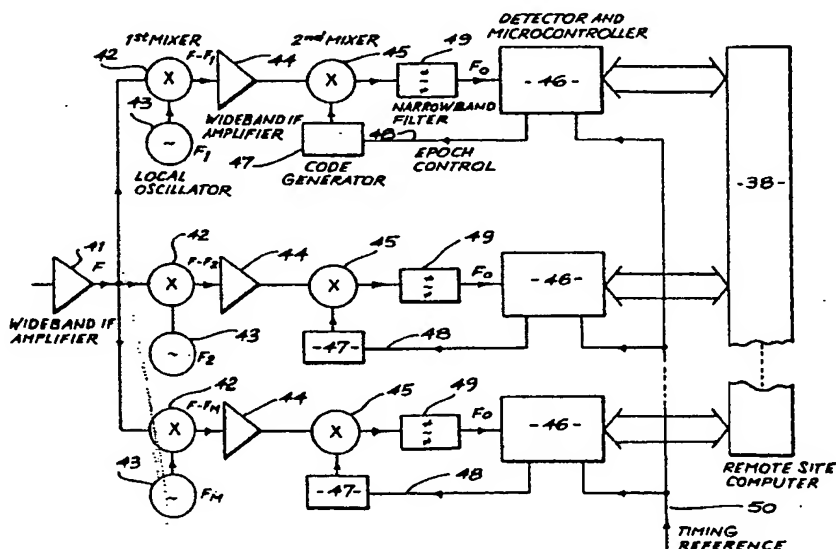 DETECTOR AND
MICROCONTROLLER
1st MIXER
42
F-F1
44
2nd MIXER
45
49
F0
-46-
X
X
43
~
F1
LOCAL
OSCILLATOR
WIDEBAND IF
AMPLIFIER
47
CODE
GENERATOR
NARROWBAND
FILTER
48
EPOCH
CONTROL
-38-
41
F
WIDEBAND IF
AMPLIFIER
42
X
F-F2
44
45
X
49
F0
-46-
43
~
F2
-47-
48
42
X
F-FM
44
45
X
49
F0
-46-
43
~
FM
-47-
48
REMOTE SITE
COMPUTER
50
TIMING
REFERENCE